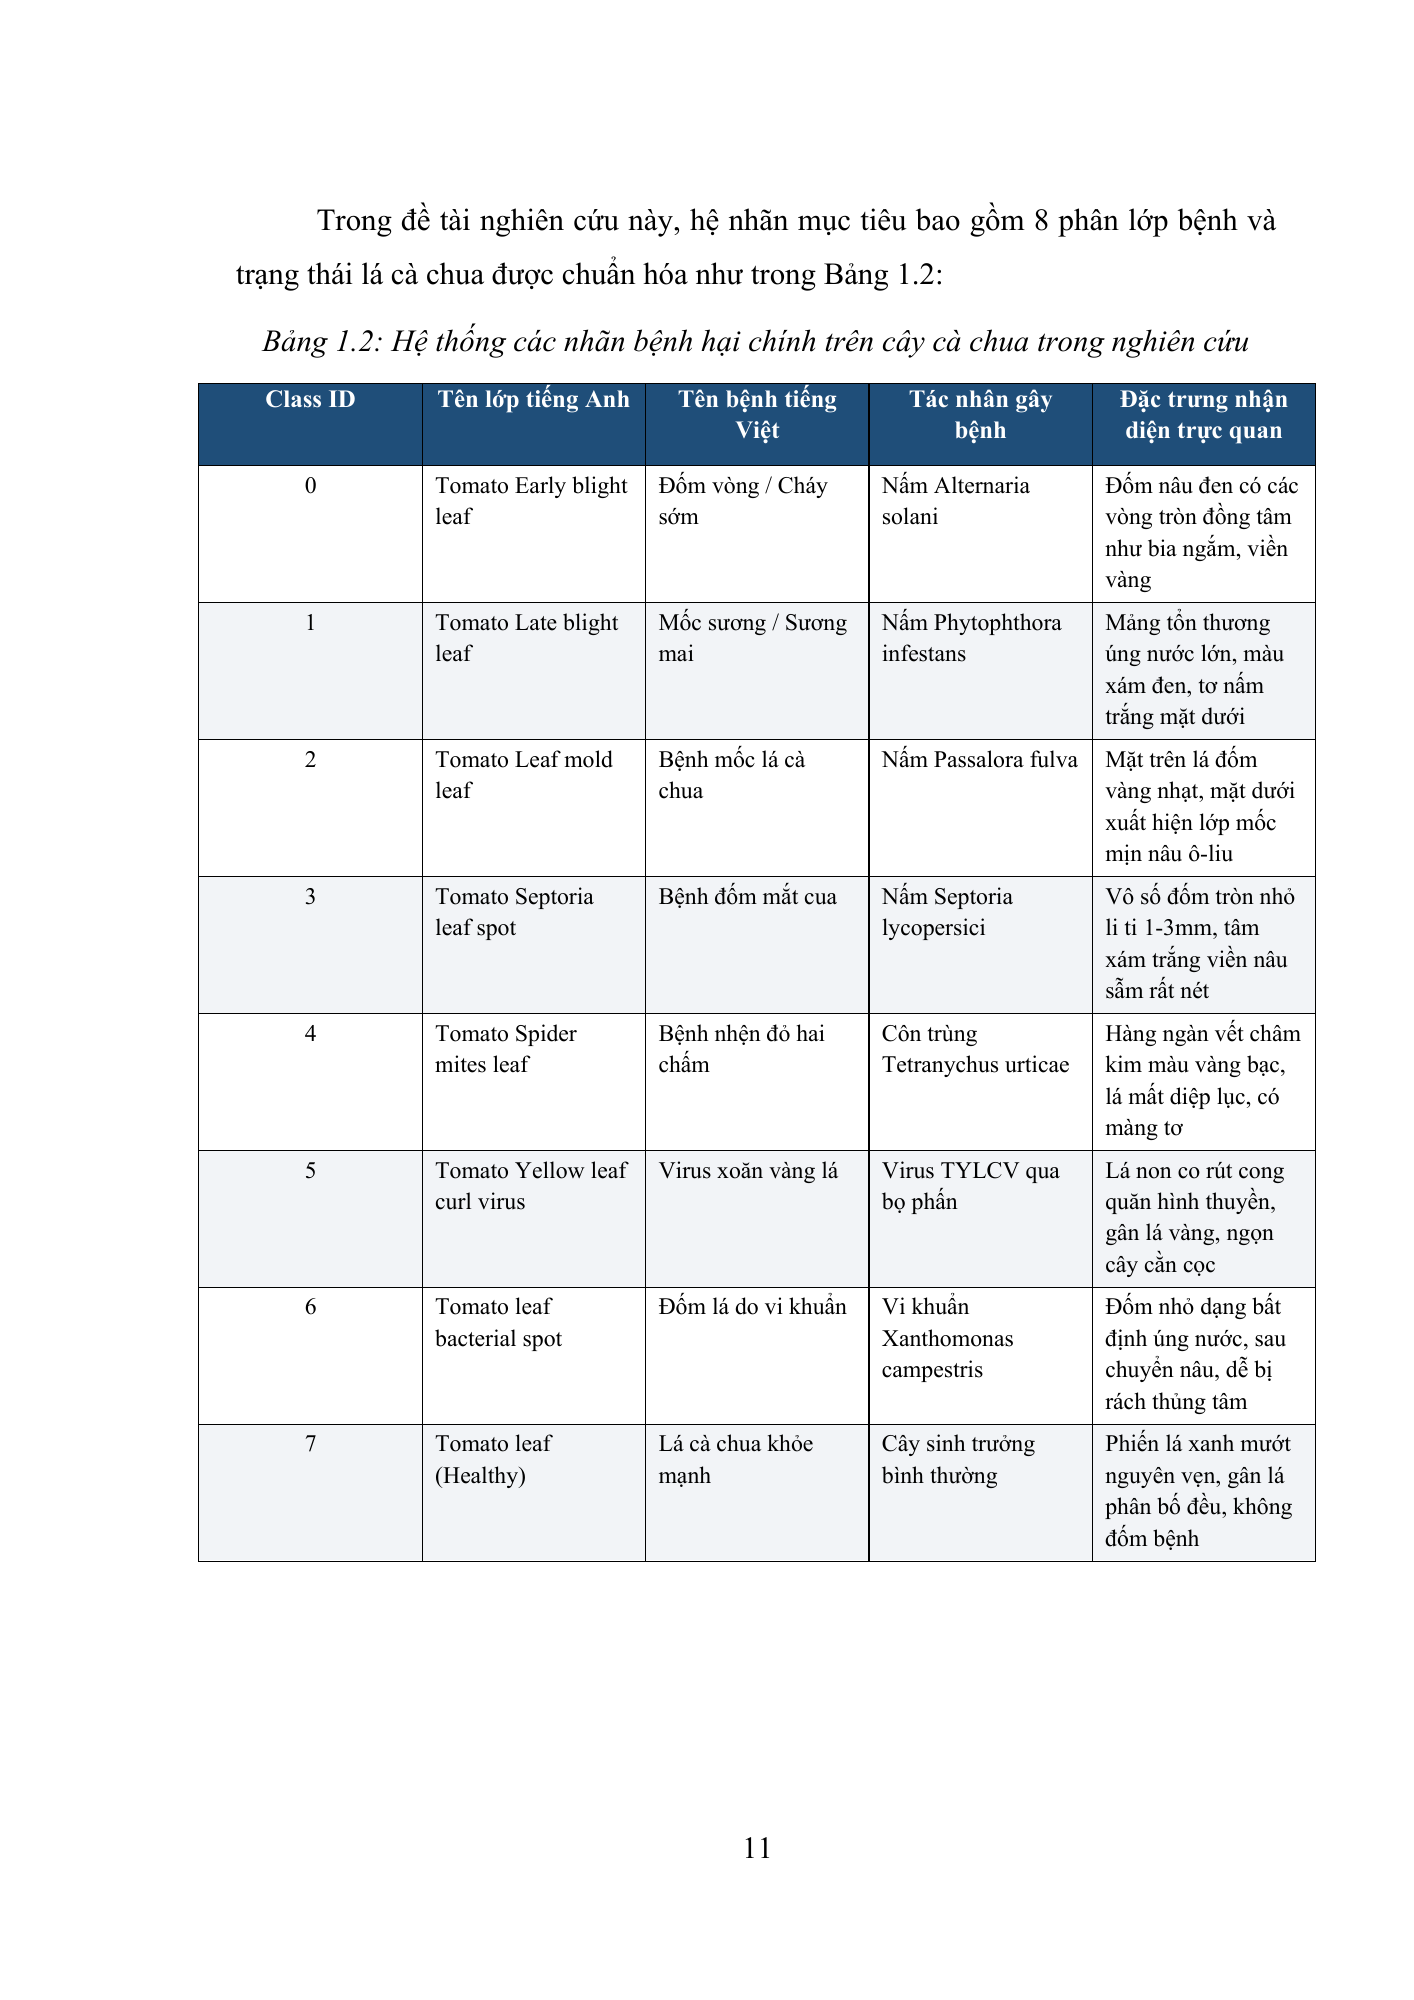 Trong đề tài nghiên cứu này, hệ nhãn mục tiêu bao gồm 8 phân lớp bệnh và
trạng thái lá cà chua được chuẩn hóa như trong Bảng 1.2:
Bảng 1.2: Hệ thống các nhãn bệnh hại chính trên cây cà chua trong nghiên cứu
Class ID
Tên lớp tiếng Anh
Tên bệnh tiếng
Việt
Tác nhân gây
bệnh
Đặc trưng nhận
diện trực quan
0
Tomato Early blight
leaf
Đốm vòng / Cháy
sớm
Nấm Alternaria
solani
Đốm nâu đen có các
vòng tròn đồng tâm
như bia ngắm, viền
vàng
1
Tomato Late blight
leaf
Mốc sương / Sương
mai
Nấm Phytophthora
infestans
Mảng tổn thương
úng nước lớn, màu
xám đen, tơ nấm
trắng mặt dưới
2
Tomato Leaf mold
leaf
Bệnh mốc lá cà
chua
Nấm Passalora fulva
Mặt trên lá đốm
vàng nhạt, mặt dưới
xuất hiện lớp mốc
mịn nâu ô-liu
3
Tomato Septoria
leaf spot
Bệnh đốm mắt cua
Nấm Septoria
lycopersici
Vô số đốm tròn nhỏ
li ti 1-3mm, tâm
xám trắng viền nâu
sẫm rất nét
4
Tomato Spider
mites leaf
Bệnh nhện đỏ hai
chấm
Côn trùng
Tetranychus urticae
Hàng ngàn vết châm
kim màu vàng bạc,
lá mất diệp lục, có
màng tơ
5
Tomato Yellow leaf
curl virus
Virus xoăn vàng lá
Virus TYLCV qua
bọ phấn
Lá non co rút cong
quăn hình thuyền,
gân lá vàng, ngọn
cây cằn cọc
6
Tomato leaf
bacterial spot
Đốm lá do vi khuẩn
Vi khuẩn
Xanthomonas
campestris
Đốm nhỏ dạng bất
định úng nước, sau
chuyển nâu, dễ bị
rách thủng tâm
7
Tomato leaf
(Healthy)
Lá cà chua khỏe
mạnh
Cây sinh trưởng
bình thường
Phiến lá xanh mướt
nguyên vẹn, gân lá
phân bố đều, không
đốm bệnh
11